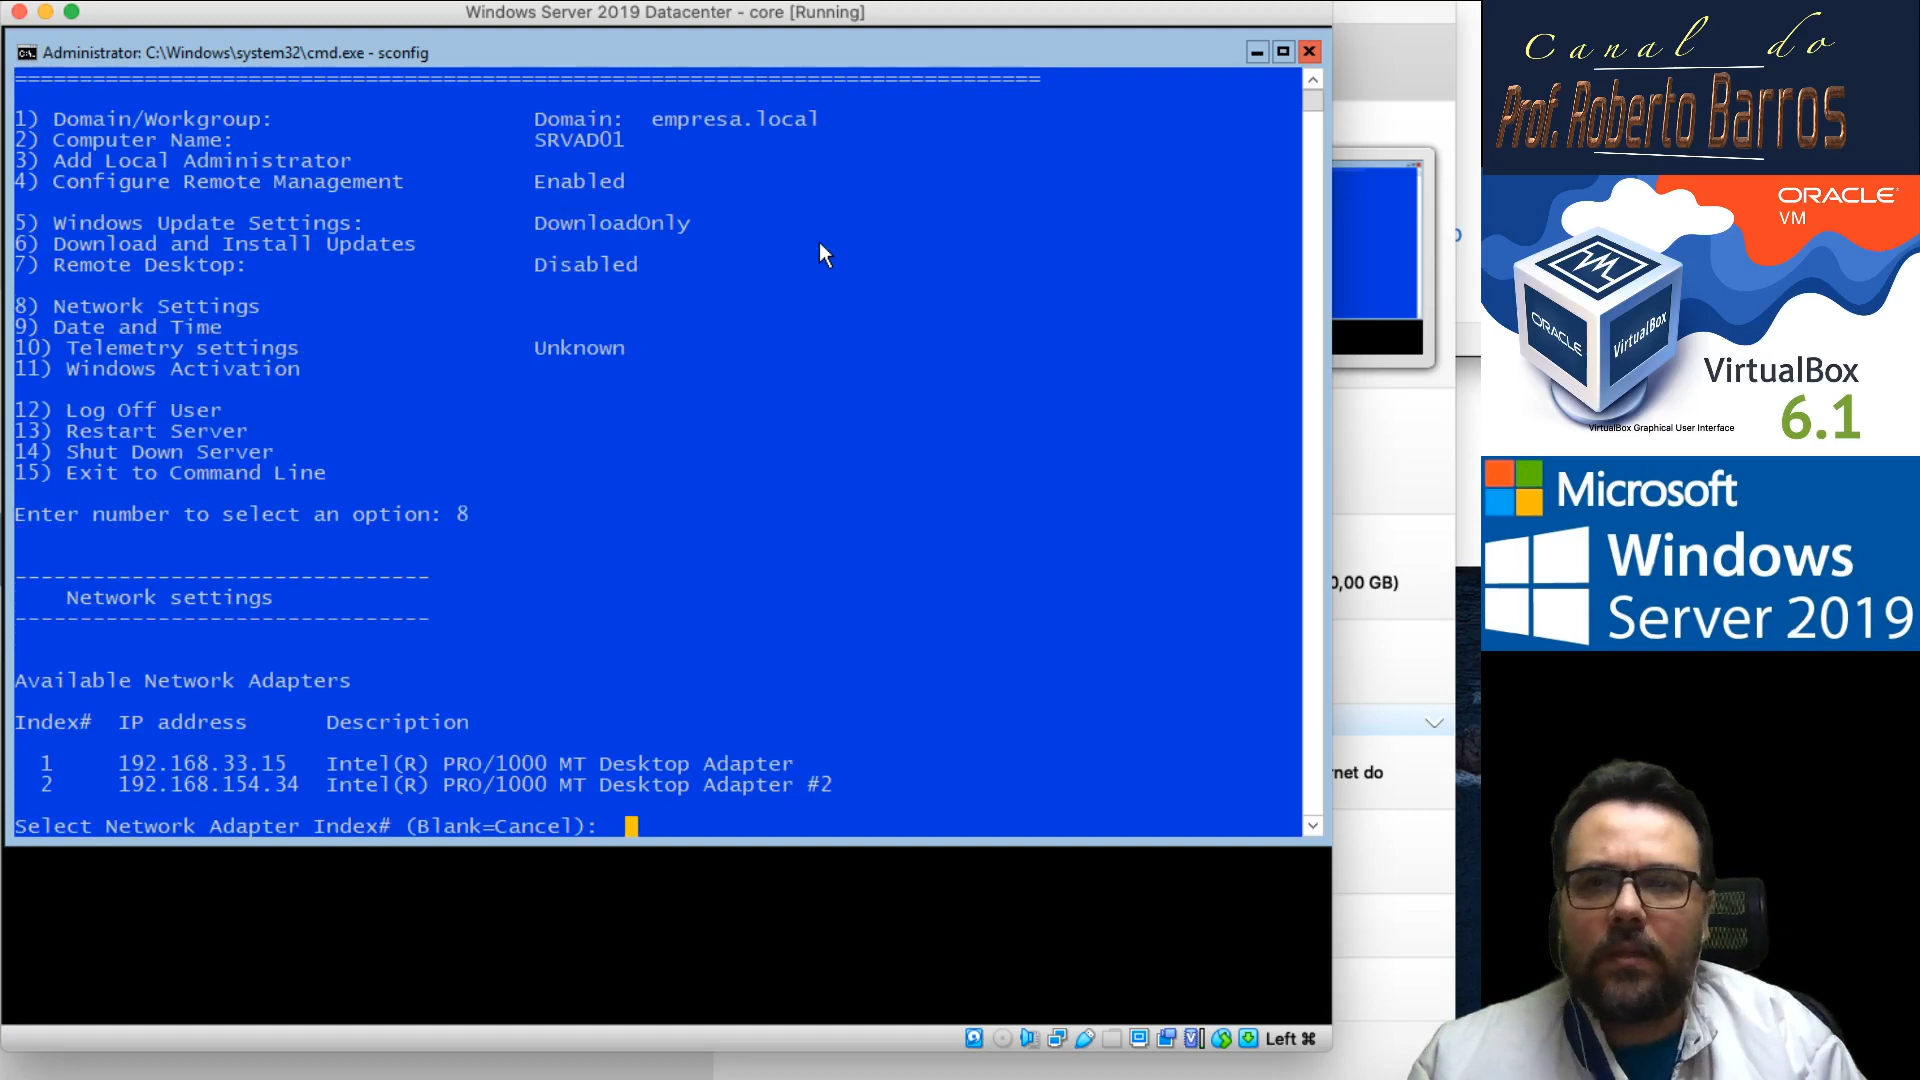 Windows Server 2019 Datacenter - core [Running]
Administrator: C:\Windows\system32\cmd.exe - sconfig
===============================================================================
1) Domain/Workgroup: Domain: empresa.local
2) Computer Name: SRVAD01
3) Add Local Administrator
4) Configure Remote Management Enabled
5) Windows Update Settings: DownloadOnly
6) Download and Install Updates
7) Remote Desktop: Disabled
8) Network Settings
9) Date and Time
10) Telemetry settings Unknown
11) Windows Activation
12) Log Off User
13) Restart Server
14) Shut Down Server
15) Exit to Command Line
Enter number to select an option: 8
--------------------------------
Network settings
--------------------------------
Available Network Adapters
Index# IP address Description
1 192.168.33.15 Intel(R) PRO/1000 MT Desktop Adapter
2 192.168.154.34 Intel(R) PRO/1000 MT Desktop Adapter #2
Select Network Adapter Index# (Blank=Cancel):
Left ⌘
0,00 GB)
rnet do
Canal do
Prof. Roberto Barros
ORACLE
VM
ORACLE
VirtualBox
VirtualBox
6.1
VirtualBox Graphical User Interface
Microsoft
Windows
Server 2019